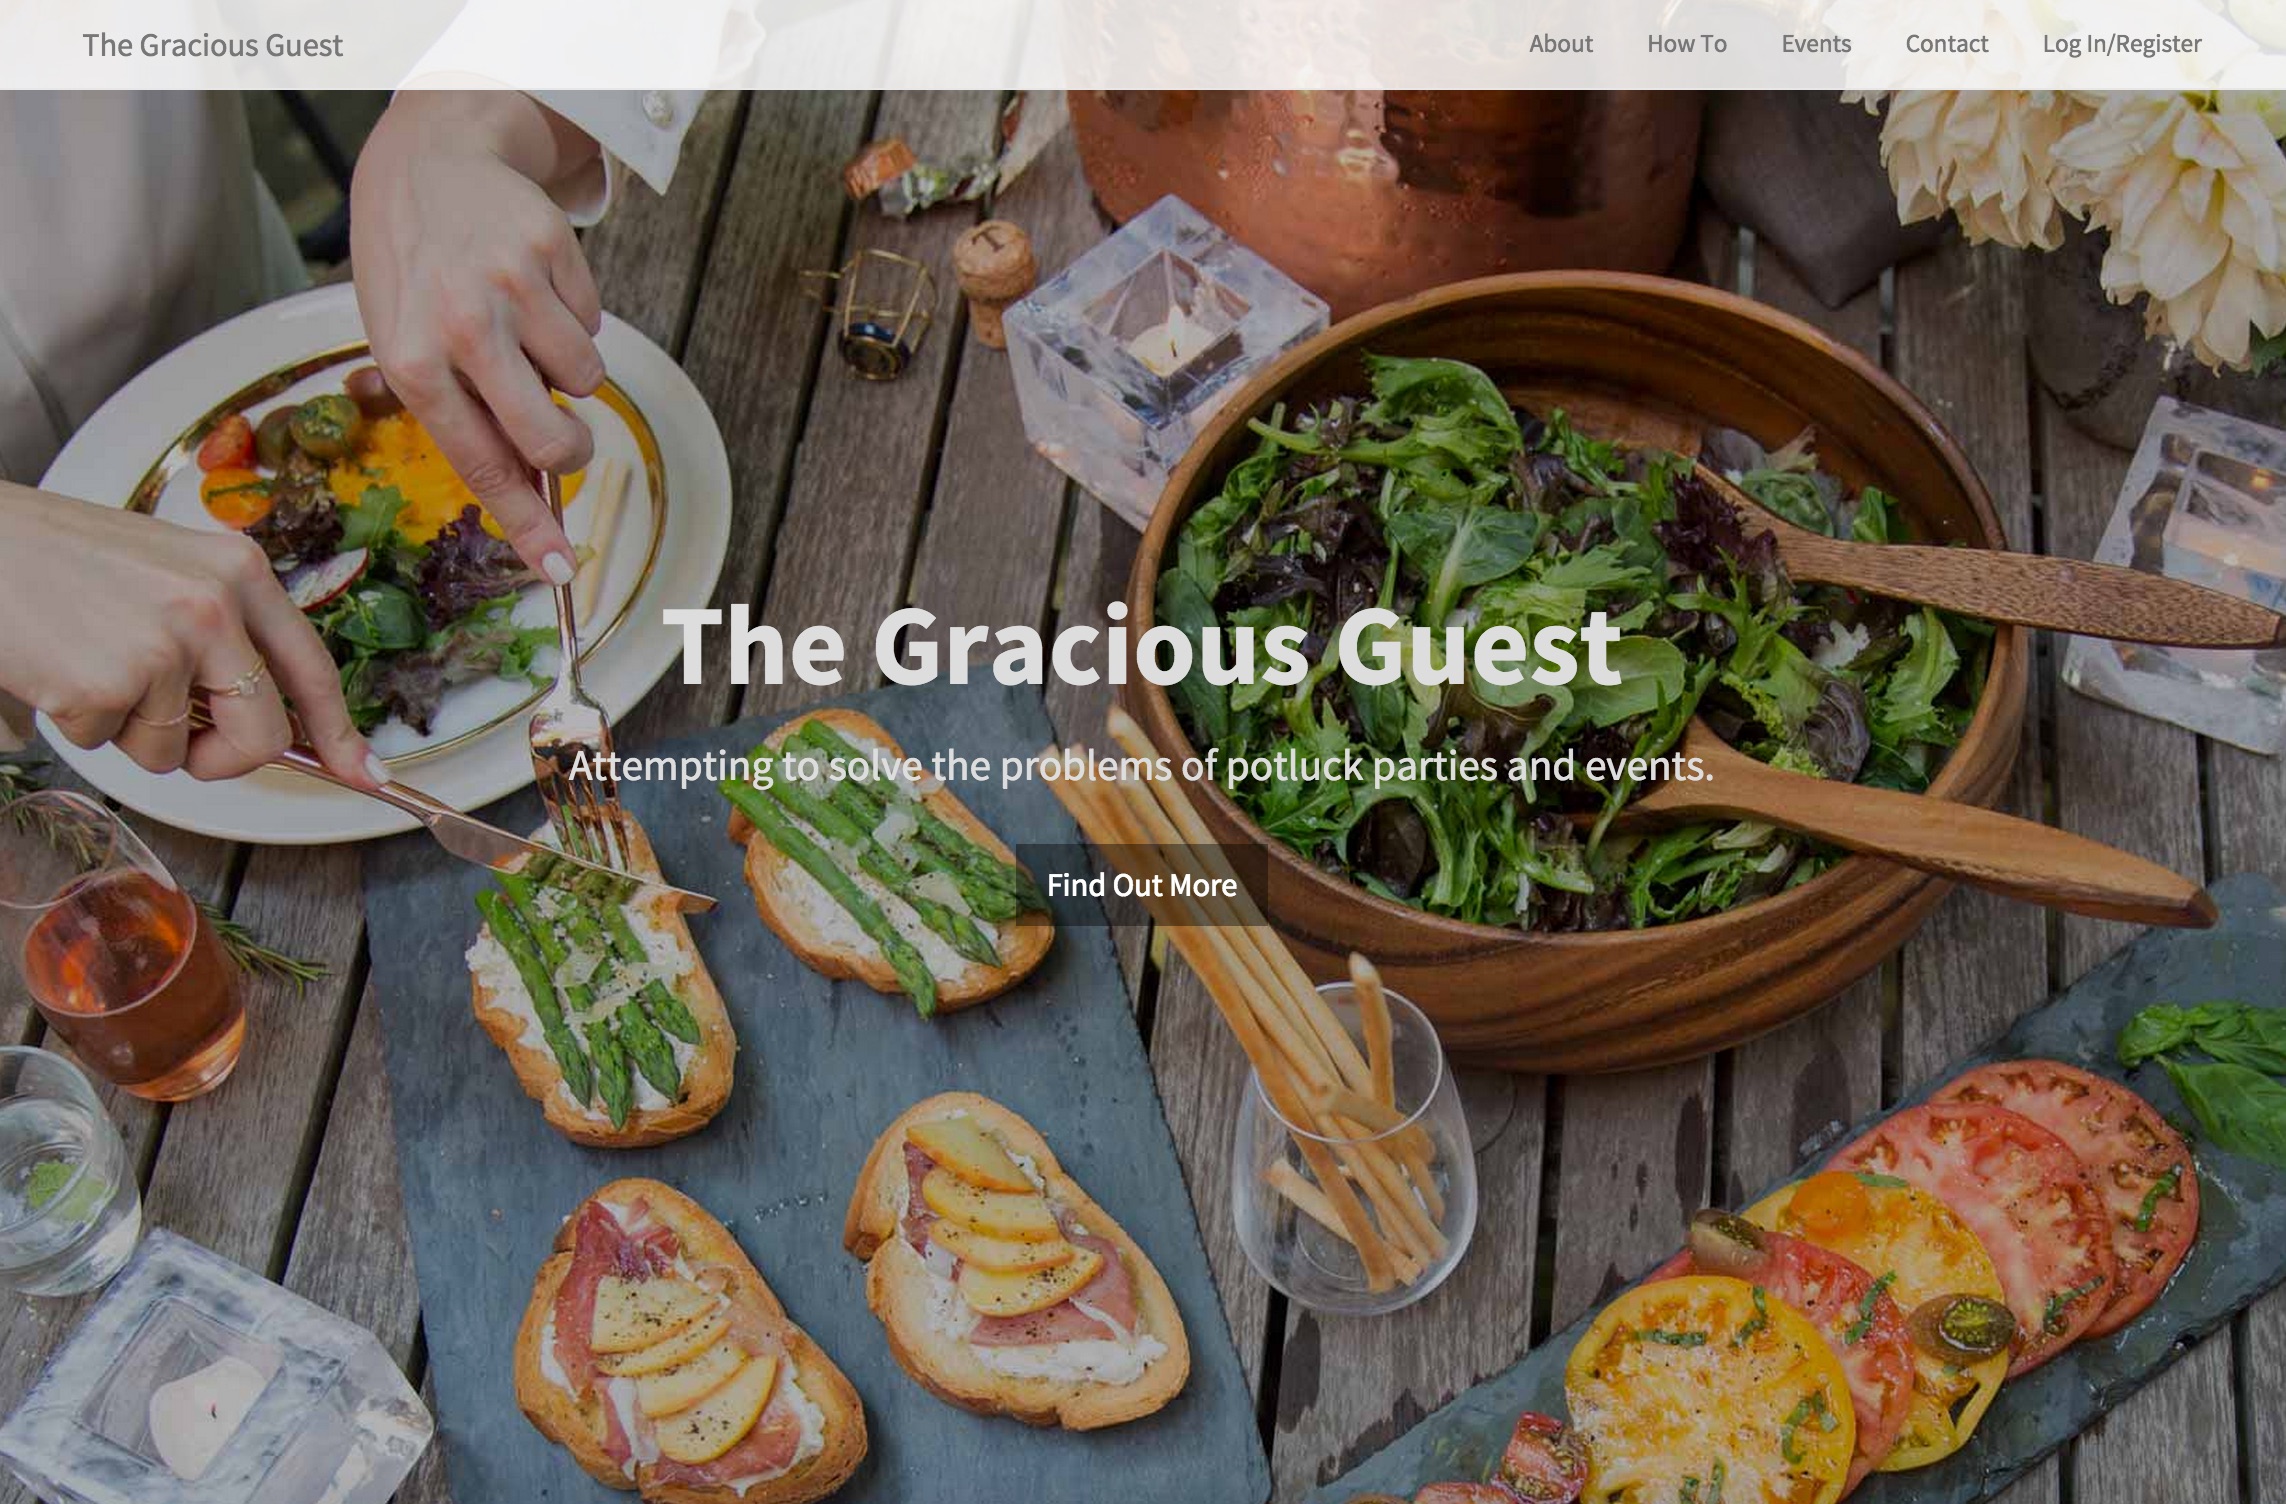 The Gracious Guest
About How To Events Contact Log In/Register
The Gracious Guest
Attempting to solve the problems of potluck parties and events.
Find Out More